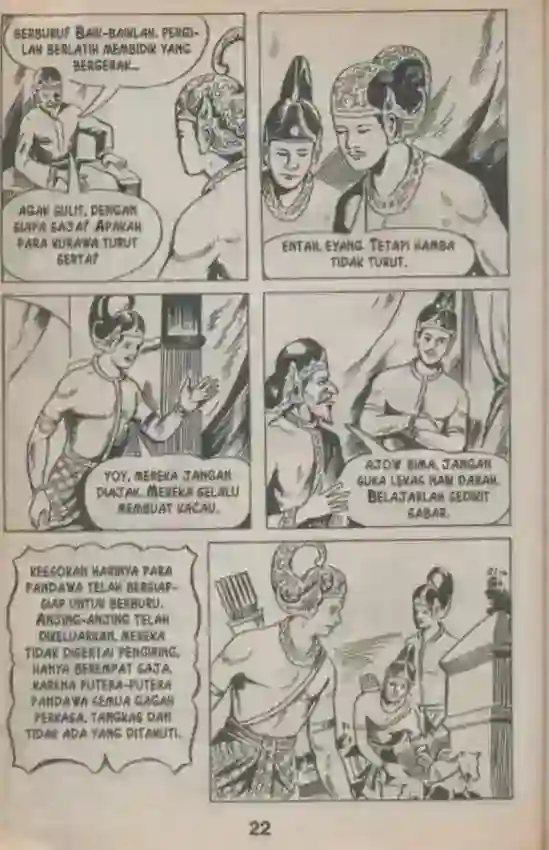 BERBURU? BAIK-BAIKLAH. PERGI-
LAH BERLATIH MEMBIDIK YANG
BERGERAK...
AGAK SULIT. DENGAN
SIAPA SAJA? APAKAH
PARA KURAWA TURUT
SERTA?
ENTAH, EYANG. TETAPI HAMBA
TIDAK TURUT.
YOY, MEREKA JANGAN
DIAJAK. MEREKA SELALU
MEMBUAT KACAU.
AJOW BIMA, JANGAN
SUKA LEKAS NAIK DARAH.
BELAJARLAH SEDIKIT
SABAR.
KEESOKAN HARINYA PARA
PANDAWA TELAH BERSIAP-
SIAP UNTUK BERBURU.
ANJING-ANJING TELAH
DIKELUARKAN. MEREKA
TIDAK DISERTAI PENGIRING,
HANYA BEREMPAT SAJA.
KARENA PUTERA-PUTERA
PANDAWA SEMUA GAGAH
PERKASA, TANGKAS DAN
TIDAK ADA YANG DITAKUTI.
22